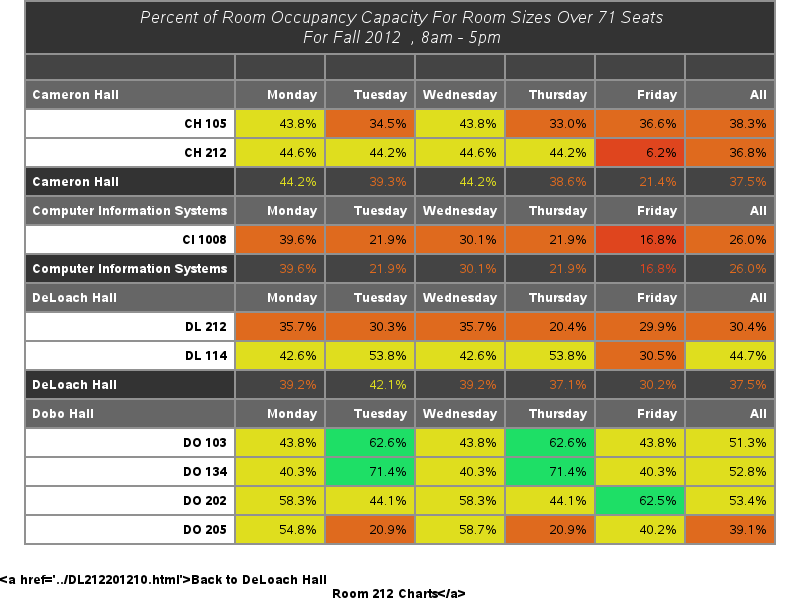 Percent of Room Occupancy Capacity For Room Sizes Over 71 Seats
For Fall 2012 , 8am - 5pm
Cameron Hall Monday Tuesday Wednesday Thursday Friday All
CH 105 43.8% 34.5% 43.8% 33.0% 36.6% 38.3%
CH 212 44.6% 44.2% 44.6% 44.2% 6.2% 36.8%
Cameron Hall 44.2% 39.3% 44.2% 38.6% 21.4% 37.5%
Computer Information Systems Monday Tuesday Wednesday Thursday Friday All
CI 1008 39.6% 21.9% 30.1% 21.9% 16.8% 26.0%
Computer Information Systems 39.6% 21.9% 30.1% 21.9% 16.8% 26.0%
DeLoach Hall Monday Tuesday Wednesday Thursday Friday All
DL 212 35.7% 30.3% 35.7% 20.4% 29.9% 30.4%
DL 114 42.6% 53.8% 42.6% 53.8% 30.5% 44.7%
DeLoach Hall 39.2% 42.1% 39.2% 37.1% 30.2% 37.5%
Dobo Hall Monday Tuesday Wednesday Thursday Friday All
DO 103 43.8% 62.6% 43.8% 62.6% 43.8% 51.3%
DO 134 40.3% 71.4% 40.3% 71.4% 40.3% 52.8%
DO 202 58.3% 44.1% 58.3% 44.1% 62.5% 53.4%
DO 205 54.8% 20.9% 58.7% 20.9% 40.2% 39.1%
<a href='../DL212201210.html'>Back to DeLoach Hall
Room 212 Charts</a>